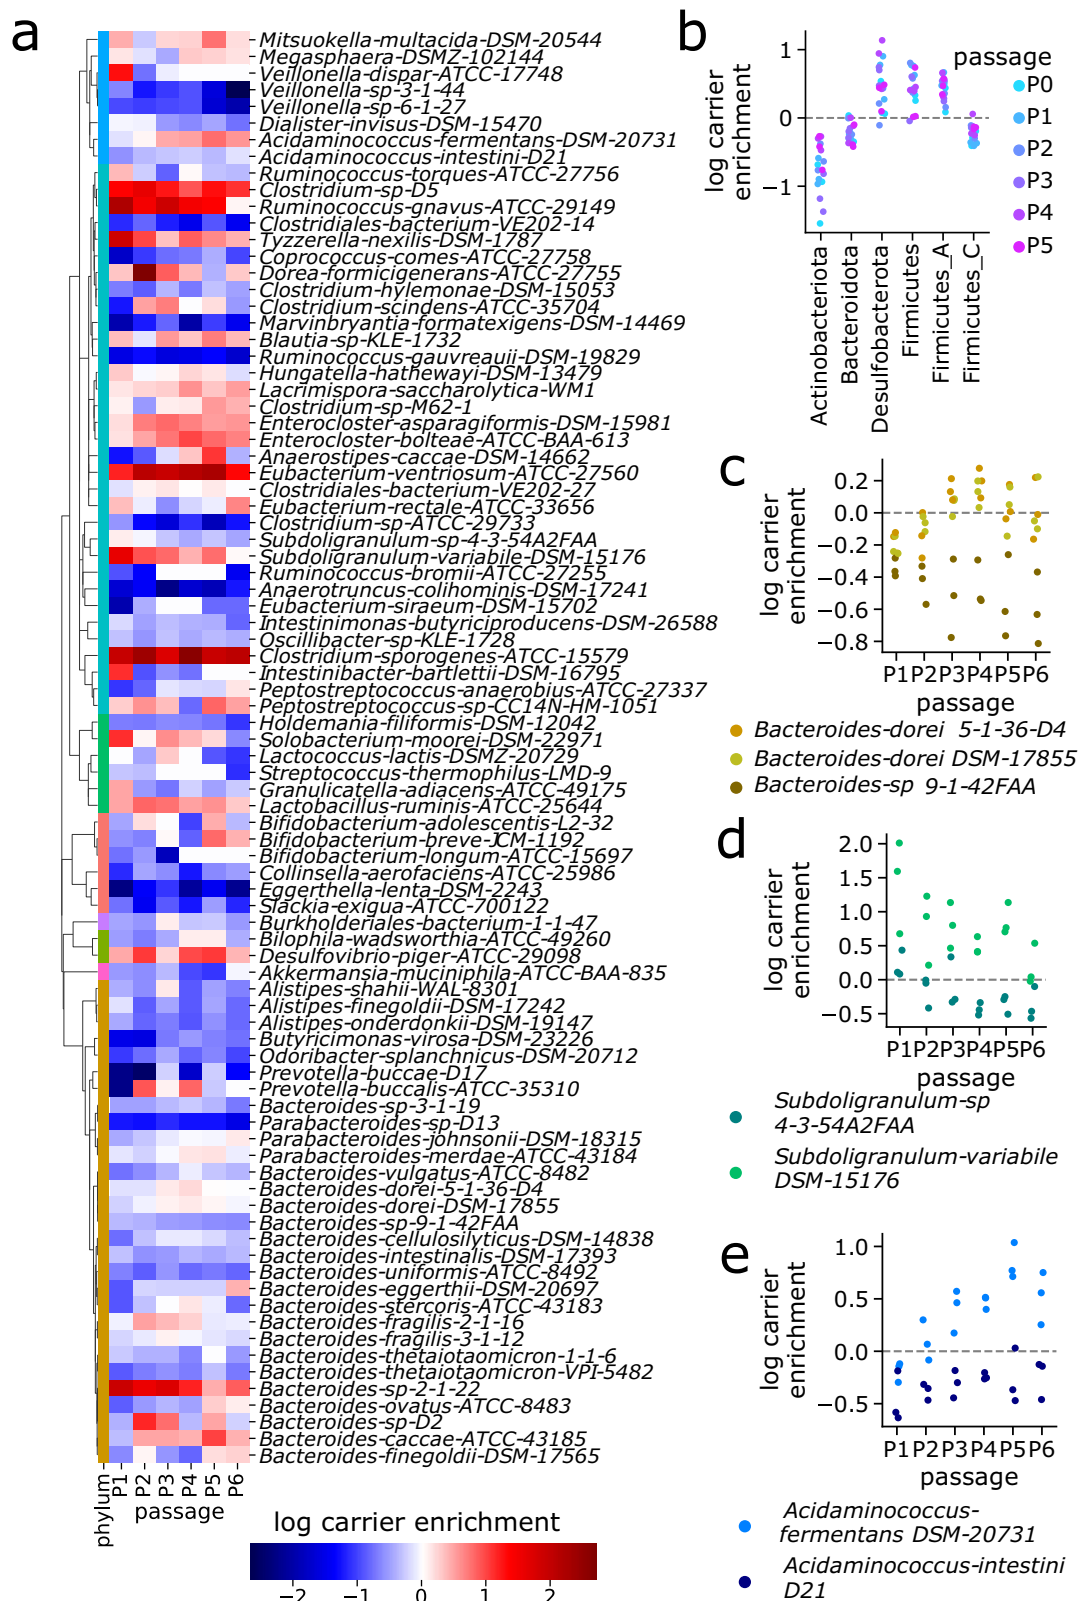 a
Mitsuokella-multacida-DSM-20544
Megasphaera-DSMZ-102144
Veillonella-dispar-ATCC-17748
Veillonella-sp-3-1-44
Veillonella-sp-6-1-27
Dialister-invisus-DSM-15470
Acidaminococcus-fermentans-DSM-20731
Acidaminococcus-intestini-D21
Ruminococcus-torques-ATCC-27756
Clostridium-sp-D5
Ruminococcus-gnavus-ATCC-29149
Clostridiales-bacterium-VE202-14
Tyzzerella-nexilis-DSM-1787
Coprococcus-comes-ATCC-27758
Dorea-formicigenerans-ATCC-27755
Clostridium-hylemonae-DSM-15053
Clostridium-scindens-ATCC-35704
Marvinbryantia-formatexigens-DSM-14469
Blautia-sp-KLE-1732
Ruminococcus-gauvreauii-DSM-19829
Hungatella-hathewayi-DSM-13479
Lacrimispora-saccharolytica-WM1
Clostridium-sp-M62-1
Enterocloster-asparagiformis-DSM-15981
Enterocloster-bolteae-ATCC-BAA-613
Anaerostipes-caccae-DSM-14662
Eubacterium-ventriosum-ATCC-27560
Clostridiales-bacterium-VE202-27
Eubacterium-rectale-ATCC-33656
Clostridium-sp-ATCC-29733
Subdoligranulum-sp-4-3-54A2FAA
Subdoligranulum-variabile-DSM-15176
Ruminococcus-bromii-ATCC-27255
Anaerotruncus-colihominis-DSM-17241
Eubacterium-siraeum-DSM-15702
Intestinimonas-butyriciproducens-DSM-26588
Oscillibacter-sp-KLE-1728
Clostridium-sporogenes-ATCC-15579
Intestinibacter-bartlettii-DSM-16795
Peptostreptococcus-anaerobius-ATCC-27337
Peptostreptococcus-sp-CC14N-HM-1051
Holdemania-filiformis-DSM-12042
Solobacterium-moorei-DSM-22971
Lactococcus-lactis-DSMZ-20729
Streptococcus-thermophilus-LMD-9
Granulicatella-adiacens-ATCC-49175
Lactobacillus-ruminis-ATCC-25644
Bifidobacterium-adolescentis-L2-32
Bifidobacterium-breve-JCM-1192
Bifidobacterium-longum-ATCC-15697
Collinsella-aerofaciens-ATCC-25986
Eggerthella-lenta-DSM-2243
Slackia-exigua-ATCC-700122
Burkholderiales-bacterium-1-1-47
Bilophila-wadsworthia-ATCC-49260
Desulfovibrio-piger-ATCC-29098
Akkermansia-muciniphila-ATCC-BAA-835
Alistipes-shahii-WAL-8301
Alistipes-finegoldii-DSM-17242
Alistipes-onderdonkii-DSM-19147
Butyricimonas-virosa-DSM-23226
Odoribacter-splanchnicus-DSM-20712
Prevotella-buccae-D17
Prevotella-buccalis-ATCC-35310
Bacteroides-sp-3-1-19
Parabacteroides-sp-D13
Parabacteroides-johnsonii-DSM-18315
Parabacteroides-merdae-ATCC-43184
Bacteroides-vulgatus-ATCC-8482
Bacteroides-dorei-5-1-36-D4
Bacteroides-dorei-DSM-17855
Bacteroides-sp-9-1-42FAA
Bacteroides-cellulosilyticus-DSM-14838
Bacteroides-intestinalis-DSM-17393
Bacteroides-uniformis-ATCC-8492
Bacteroides-eggerthii-DSM-20697
Bacteroides-stercoris-ATCC-43183
Bacteroides-fragilis-2-1-16
Bacteroides-fragilis-3-1-12
Bacteroides-thetaiotaomicron-1-1-6
Bacteroides-thetaiotaomicron-VPI-5482
Bacteroides-sp-2-1-22
Bacteroides-ovatus-ATCC-8483
Bacteroides-sp-D2
Bacteroides-caccae-ATCC-43185
Bacteroides-finegoldii-DSM-17565
phylum P1 P2 P3 P4 P5 P6
passage
log carrier enrichment
−2 −1 0 1 2
b
log carrier
enrichment
1
0
−1
Actinobacteriota
Bacteroidota
Desulfobacterota
Firmicutes
Firmicutes_A
Firmicutes_C
passage
P0
P1
P2
P3
P4
P5
c
log carrier
enrichment
0.2
0.0
−0.2
−0.4
−0.6
−0.8
P1 P2 P3 P4 P5 P6
passage
Bacteroides-dorei 5-1-36-D4
Bacteroides-dorei DSM-17855
Bacteroides-sp 9-1-42FAA
d
log carrier
enrichment
2.0
1.5
1.0
0.5
0.0
−0.5
P1 P2 P3 P4 P5 P6
passage
Subdoligranulum-sp
4-3-54A2FAA
Subdoligranulum-variabile
DSM-15176
e
log carrier
enrichment
1.0
0.5
0.0
−0.5
P1 P2 P3 P4 P5 P6
passage
Acidaminococcus-
fermentans DSM-20731
Acidaminococcus-intestini
D21